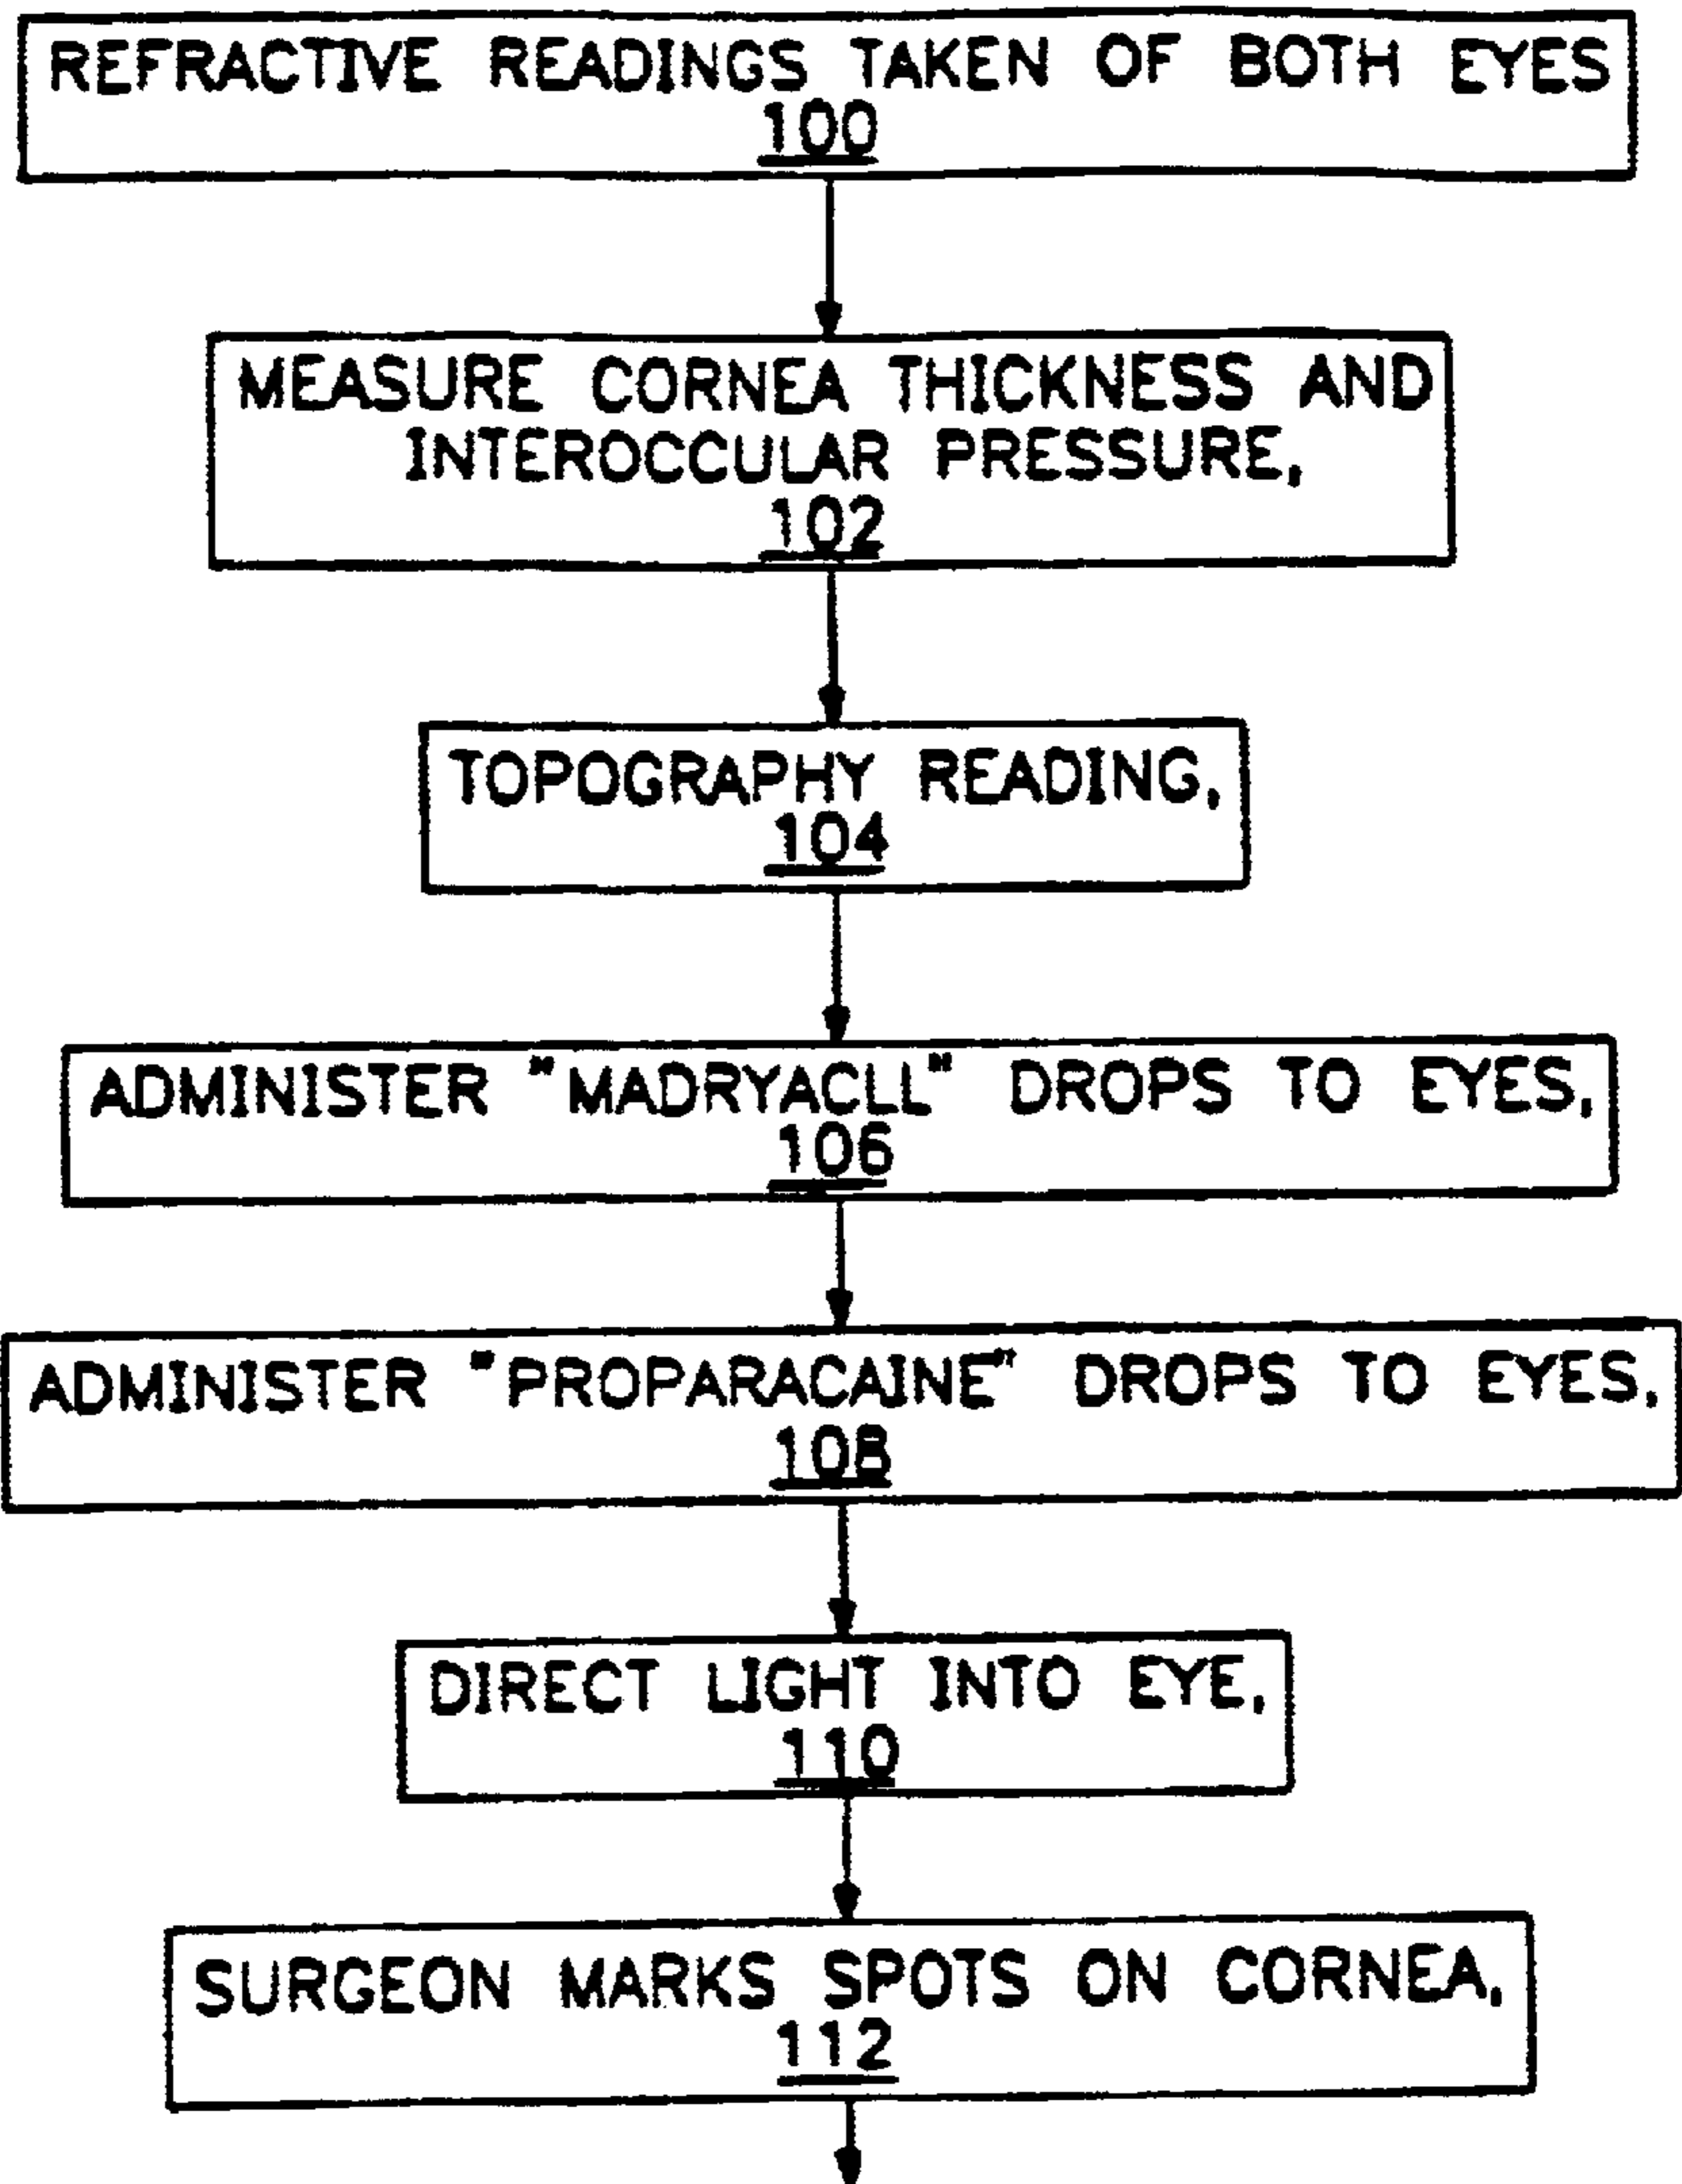 REFRACTIVE READINGS TAKEN OF BOTH EYES
100
MEASURE CORNEA THICKNESS AND
INTEROCCULAR PRESSURE,
102
TOPOGRAPHY READING,
104
ADMINISTER "MADRYACLL" DROPS TO EYES,
106
ADMINISTER "PROPARACAINE" DROPS TO EYES,
108
DIRECT LIGHT INTO EYE,
110
SURGEON MARKS SPOTS ON CORNEA,
112